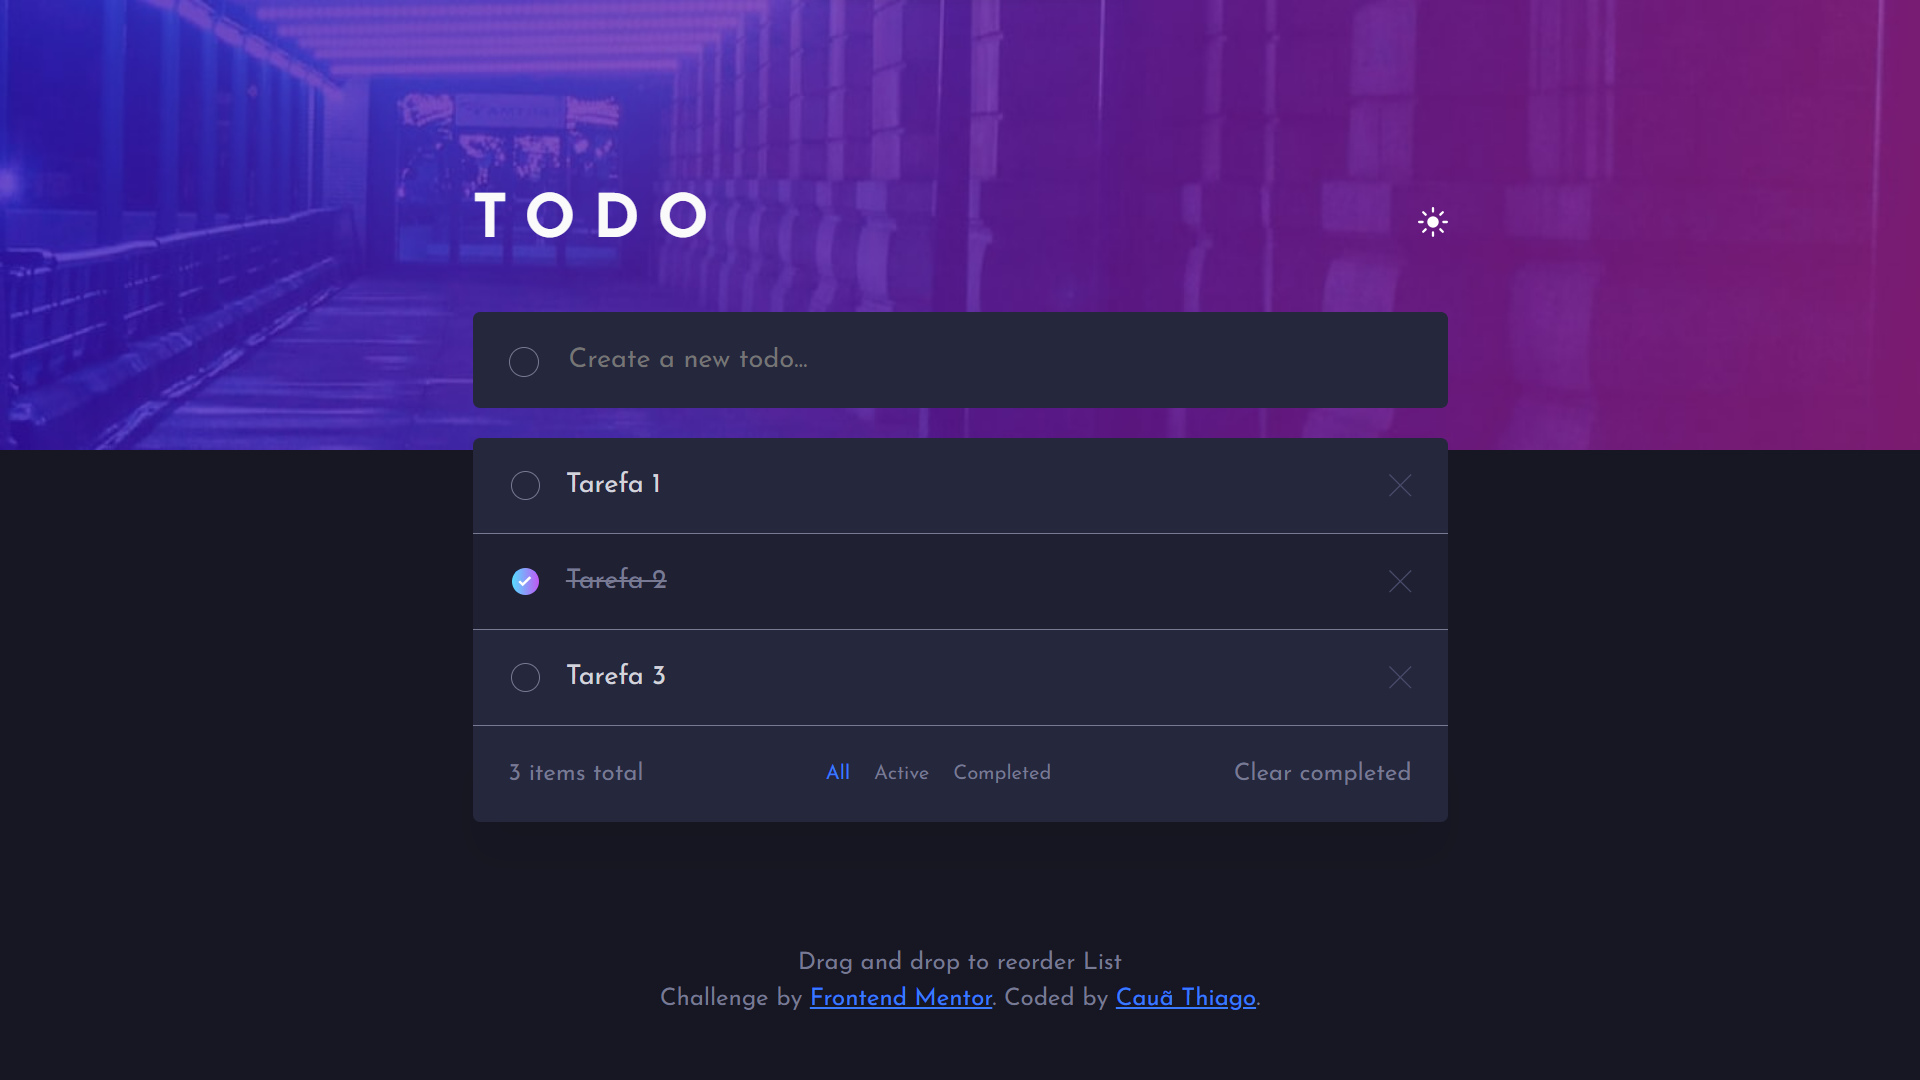 TODO
Create a new todo...
Tarefa 1
Tarefa 2
Tarefa 3
3 items total
All Active Completed
Clear completed
Drag and drop to reorder List
Challenge by Frontend Mentor. Coded by Cauã Thiago.